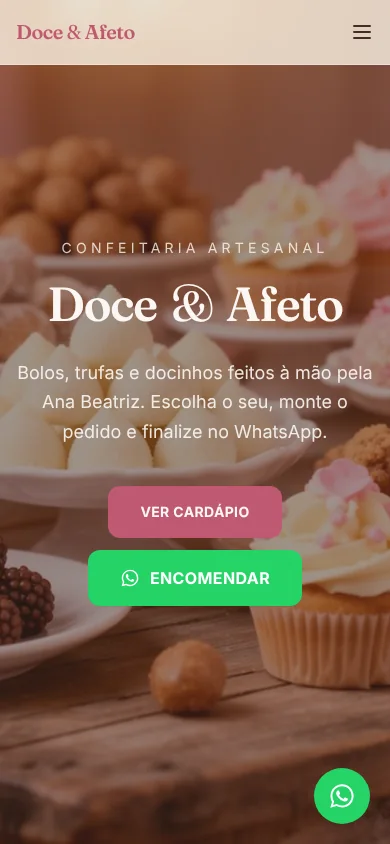 Doce & Afeto
CONFEITARIA ARTESANAL
Doce & Afeto
Bolos, trufas e docinhos feitos à mão pela
Ana Beatriz. Escolha o seu, monte o
pedido e finalize no WhatsApp.
VER CARDÁPIO
ENCOMENDAR